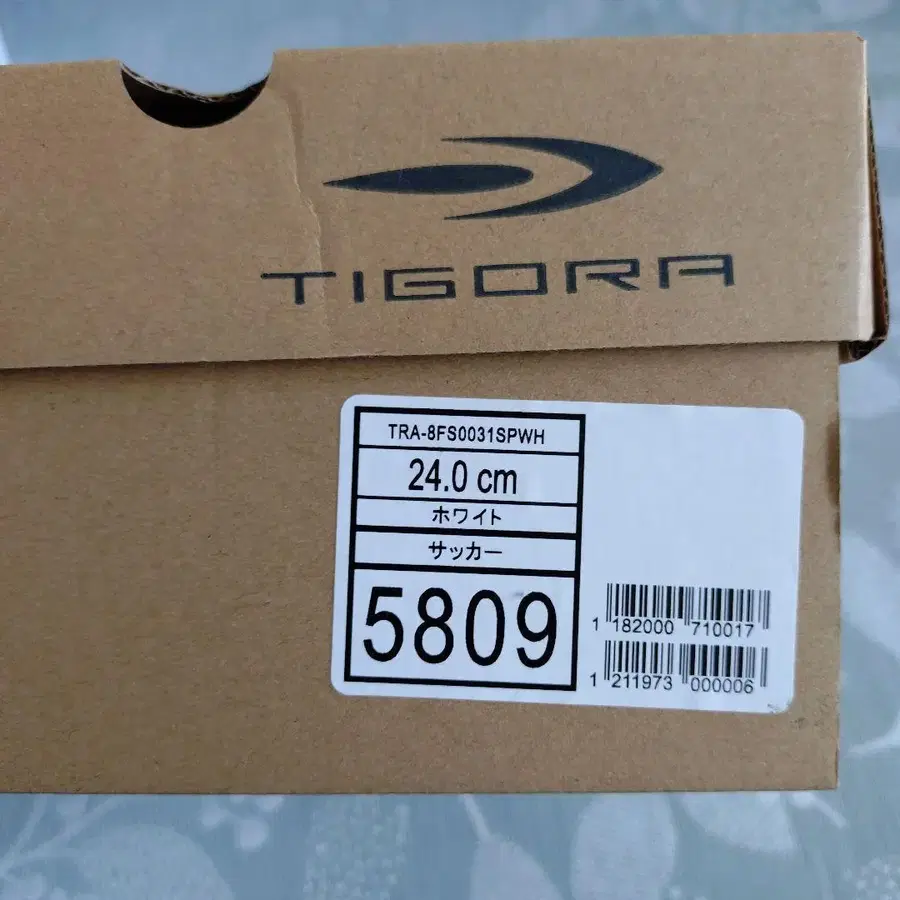 TIGORA
TRA-8FS0031SPWH
24.0 cm
ホワイト
サッカー
5809
1 182000 710017
1 211973 000006